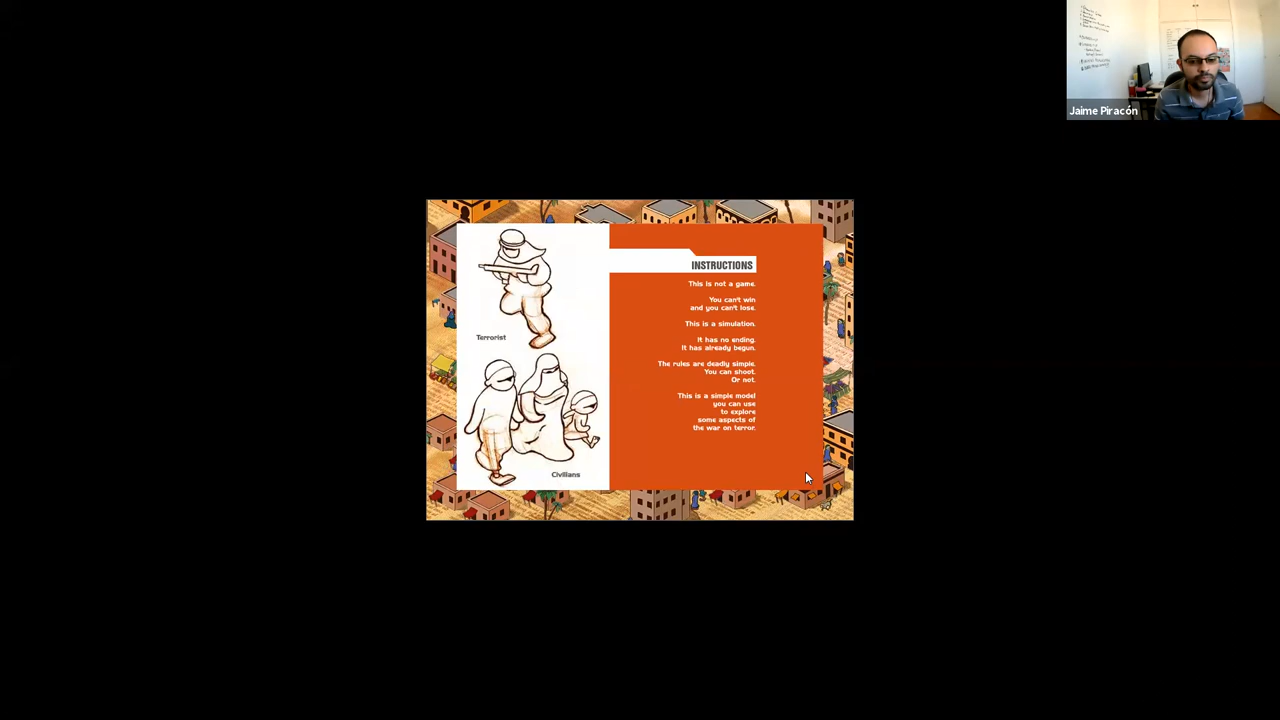 Jaime Piracón
INSTRUCTIONS
This is not a game.
You can't win
and you can't lose.
This is a simulation.
It has no ending.
It has already begun.
The rules are deadly simple.
You can shoot.
Or not.
This is a simple model
you can use
to explore
some aspects of
the war on terror.
Terrorist
Civilians